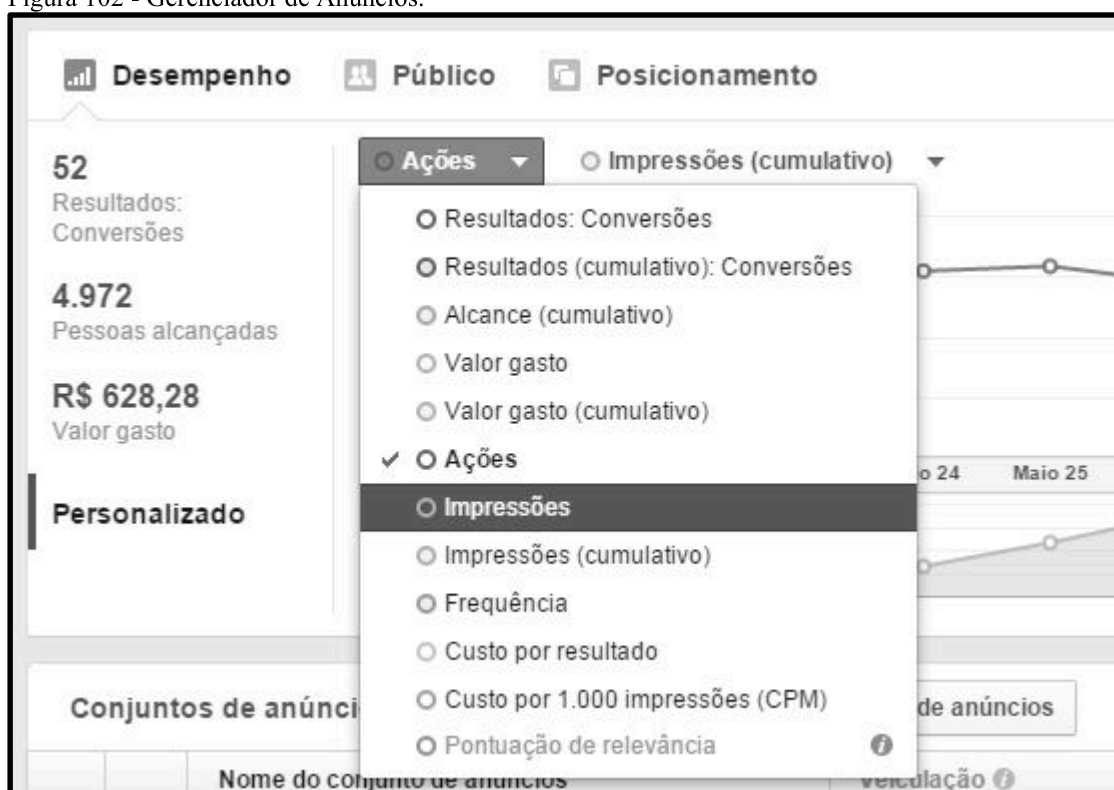 Figura 102 - Gerenciador de Anúncios.
Desempenho Público Posicionamento
52
Resultados:
Conversões
4.972
Pessoas alcançadas
R$ 628,28
Valor gasto
Personalizado
Ações Impressões (cumulativo)
Resultados: Conversões
Resultados (cumulativo): Conversões
Alcance (cumulativo)
Valor gasto
Valor gasto (cumulativo)
Ações
Impressões
Impressões (cumulativo)
Frequência
Custo por resultado
Custo por 1.000 impressões (CPM)
Pontuação de relevância
o 24 Maio 25
Conjuntos de anúnci de anúncios
Nome do conjunto de anúncios Veiculação